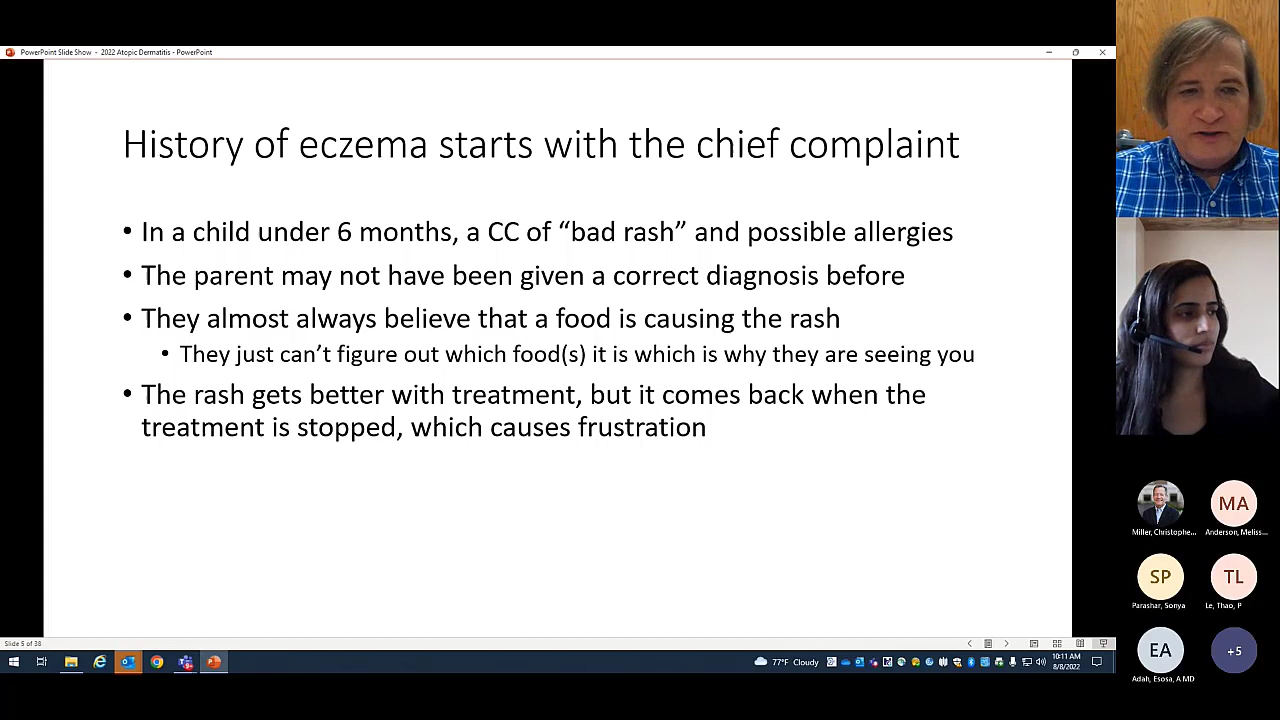 PowerPoint Slide Show - 2022 Atopic Dermatitis - PowerPoint
History of eczema starts with the chief complaint
• In a child under 6 months, a CC of “bad rash” and possible allergies
• The parent may not have been given a correct diagnosis before
• They almost always believe that a food is causing the rash
• They just can’t figure out which food(s) it is which is why they are seeing you
• The rash gets better with treatment, but it comes back when the
treatment is stopped, which causes frustration
Slide 5 of 38
77°F Cloudy
10:11 AM
8/8/2022
Miller, Christophe...
MA
Anderson, Meliss...
SP
Parashar, Sonya
TL
Le, Thao, P
EA
Adah, Esosa, A MD
+5